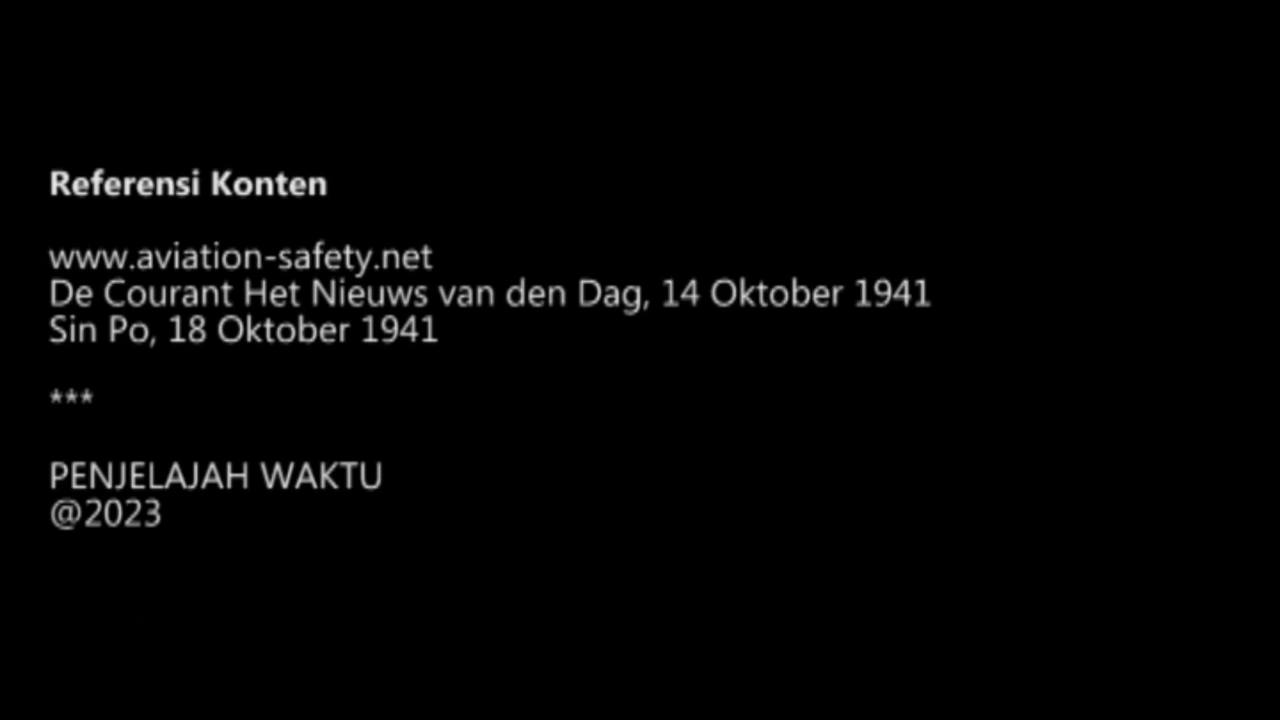 Referensi Konten
www.aviation-safety.net
De Courant Het Nieuws van den Dag, 14 Oktober 1941
Sin Po, 18 Oktober 1941
***
PENJELAJAH WAKTU
@2023